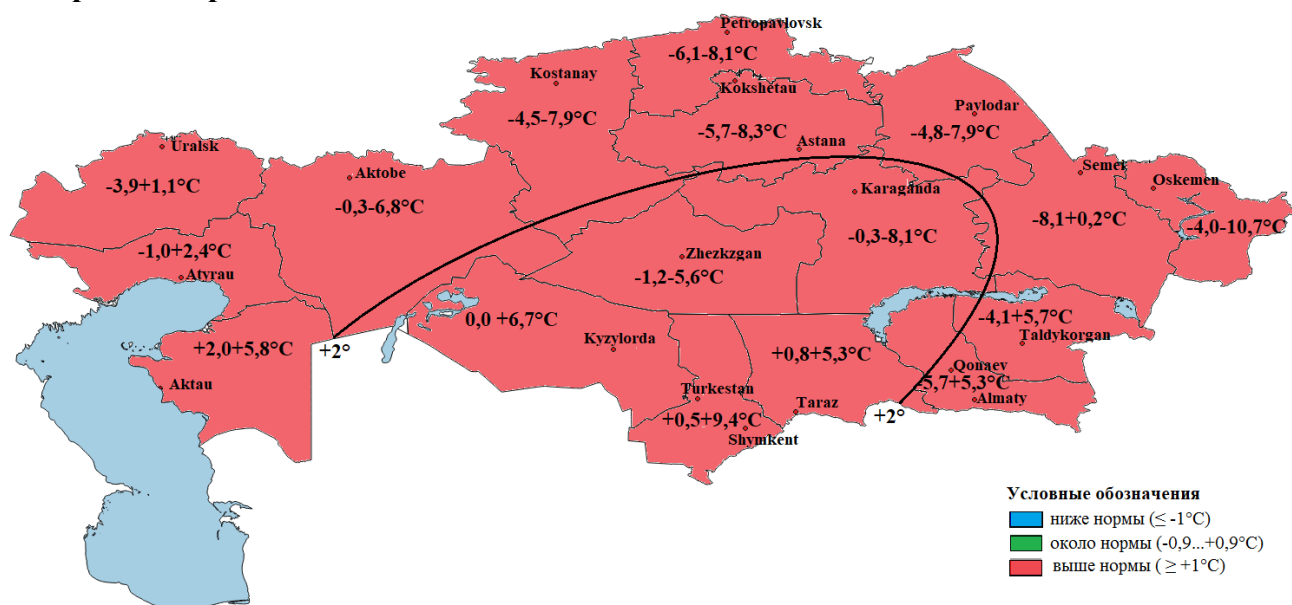 Petropavlovsk
-6,1-8,1°C
Kostanay
Kokshetau
-4,5-7,9°C
Pavlodar
-4,8-7,9°C
-5,7-8,3°C
Astana
Uralsk
-3,9+1,1°C
Aktobe
-0,3-6,8°C
Semei
Oskemen
Karaganda
-8,1+0,2°C
-4,0-10,7°C
-0,3-8,1°C
-1,0+2,4°C
Atyrau
Zhezkzgan
-1,2-5,6°C
0,0 +6,7°C
-4,1+5,7°C
Taldykorgan
+2,0+5,8°C
+2°
Kyzylorda
+0,8+5,3°C
Qonaev
-5,7+5,3°C
Aktau
Turkestan
Almaty
+0,5+9,4°C
Taraz
+2°
Shymkent
Условные обозначения
ниже нормы (≤ -1°C)
около нормы (-0,9...+0,9°C)
выше нормы ( ≥ +1°C)